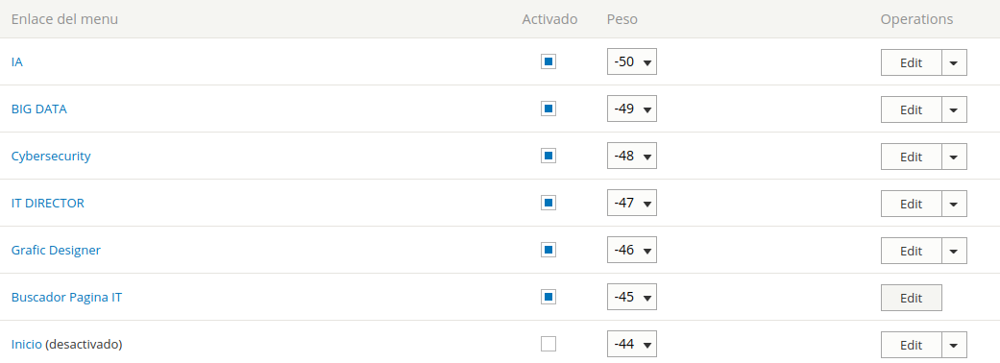 Enlace del menu Activado Peso Operations
IA -50 Edit
BIG DATA -49 Edit
Cybersecurity -48 Edit
IT DIRECTOR -47 Edit
Grafic Designer -46 Edit
Buscador Pagina IT -45 Edit
Inicio (desactivado) -44 Edit